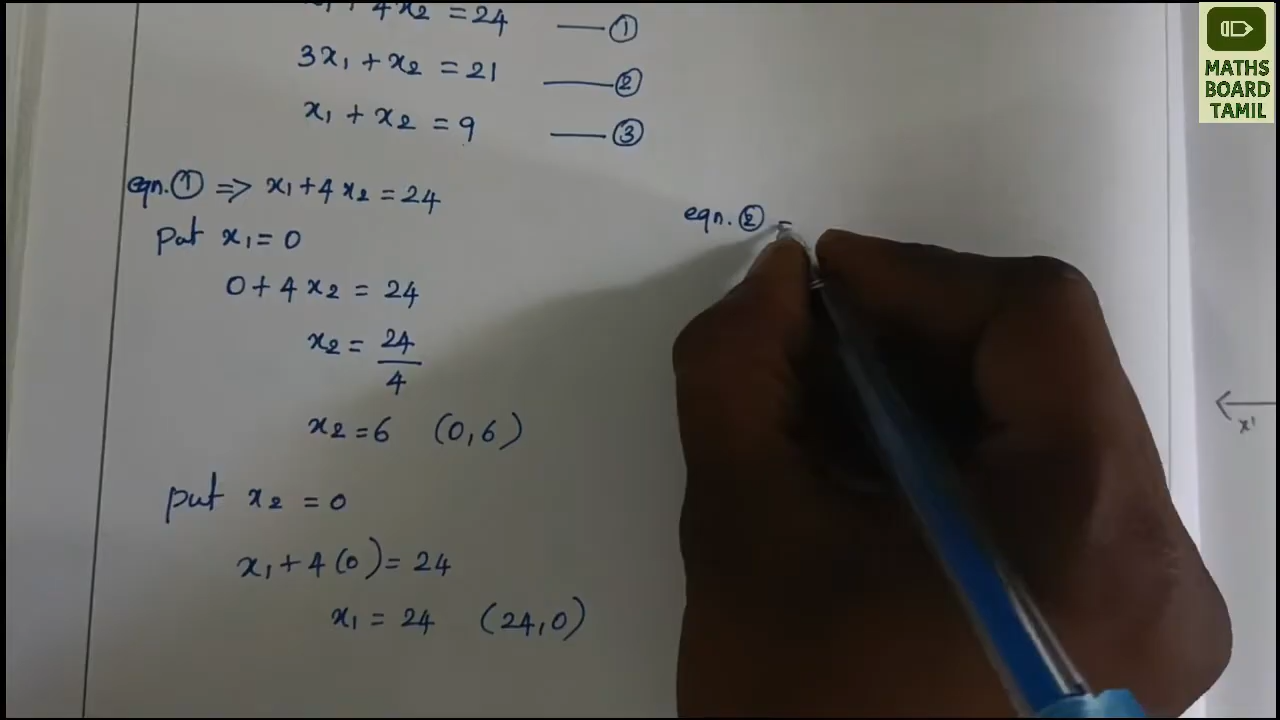 x₁ + 4x₂ = 24 —— ①
3x₁ + x₂ = 21 —— ②
x₁ + x₂ = 9 —— ③
eqn. ① => x₁ + 4x₂ = 24
Put x₁ = 0
0 + 4x₂ = 24
x₂ = 24/4
x₂ = 6 (0,6)
put x₂ = 0
x₁ + 4(0) = 24
x₁ = 24 (24,0)
eqn. ② =
x'
MATHS
BOARD
TAMIL